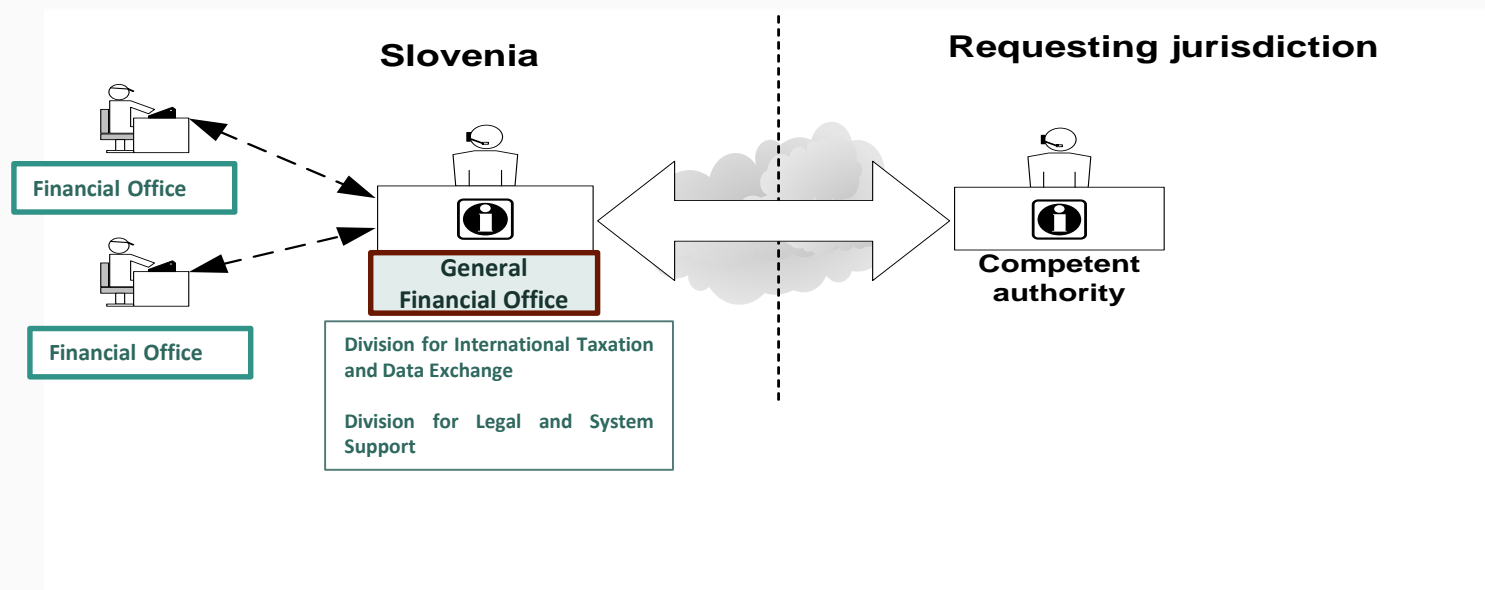 Slovenia
Requesting jurisdiction
Financial Office
Financial Office
General
Financial Office
Division for International Taxation
and Data Exchange
Division for Legal and System
Support
Competent
authority